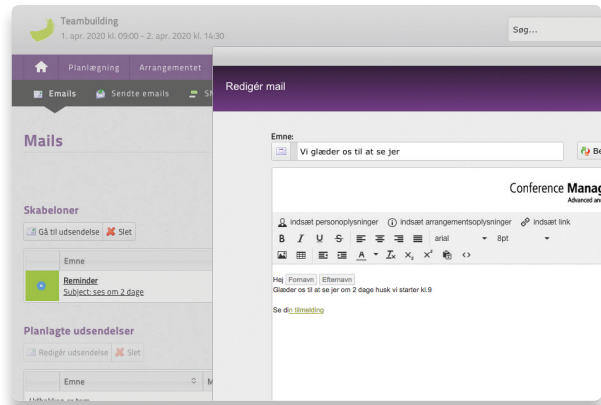 Teambuilding
1. apr. 2020 kl. 09:00 - 2. apr. 2020 kl. 14:30
Søg...
Planlægning Arrangementet
Emails Sendte emails
Redigér mail
Mails
Emne:
Vi glæder os til at se jer
Conference
Advanced
Skabeloner
Gå til udsendelse Slet
indsæt personoplysninger indsæt arrangementsoplysninger indsæt link
B I U S arial 8pt
A Tx X₂ X²
Emne
Reminder
Subject: ses om 2 dage
Hej Fornavn Efternavn
Glæder os til at se jer om 2 dage husk vi starter kl.9
Se din tilmelding
Planlagte udsendelser
Redigér udsendelse Slet
Emne